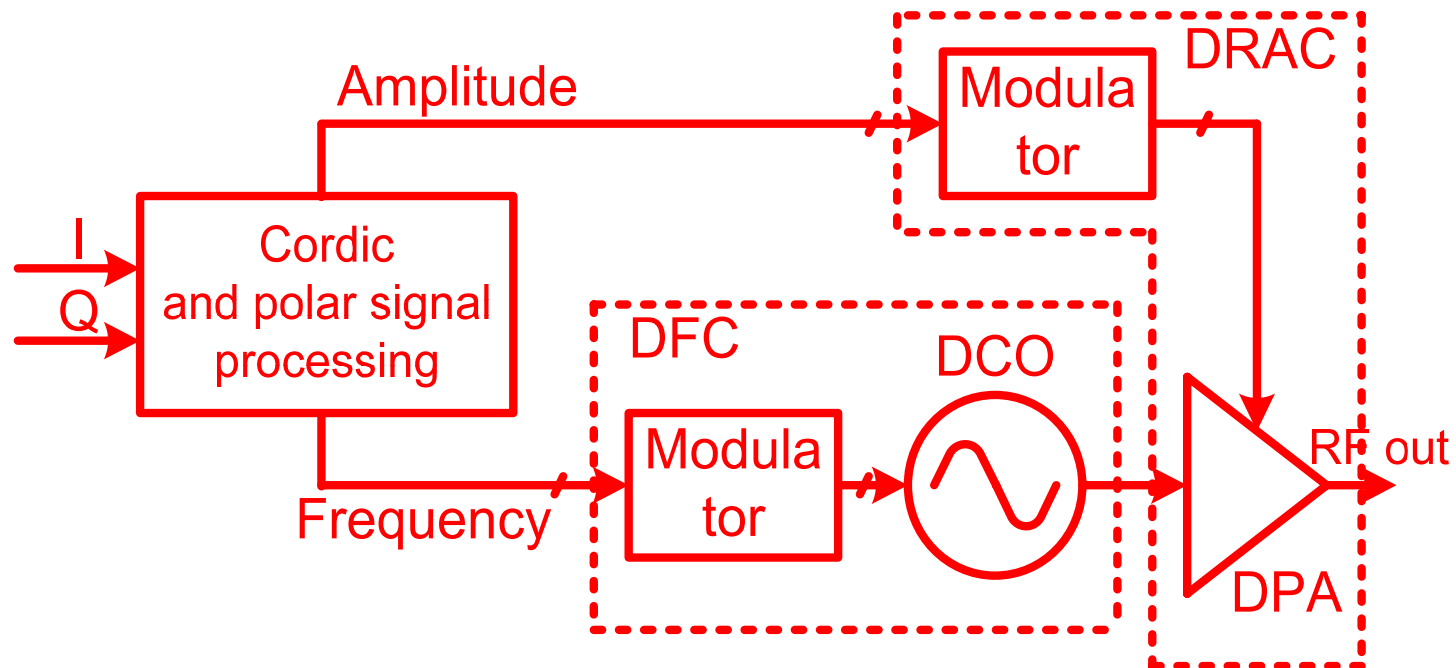 DRAC
Amplitude
Modula
tor
I
Q
Cordic
and polar signal
processing
DFC
DCO
Modula
tor
Frequency
RF out
DPA